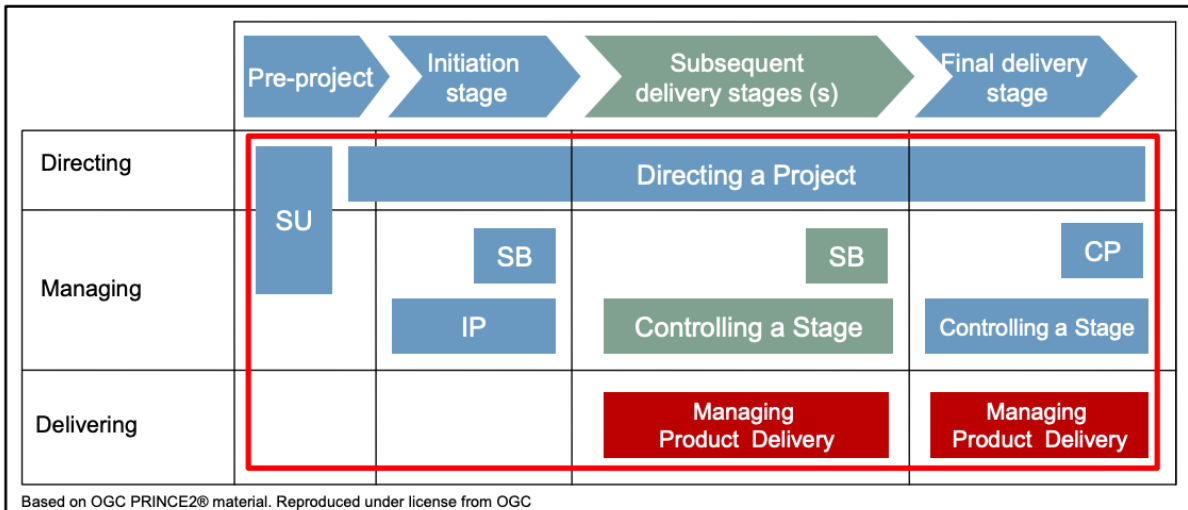 Pre-project
Initiation
stage
Subsequent
delivery stages (s)
Final delivery
stage
Directing
SU
Directing a Project
Managing
SB
SB
CP
IP
Controlling a Stage
Controlling a Stage
Delivering
Managing
Product Delivery
Managing
Product Delivery
Based on OGC PRINCE2® material. Reproduced under license from OGC